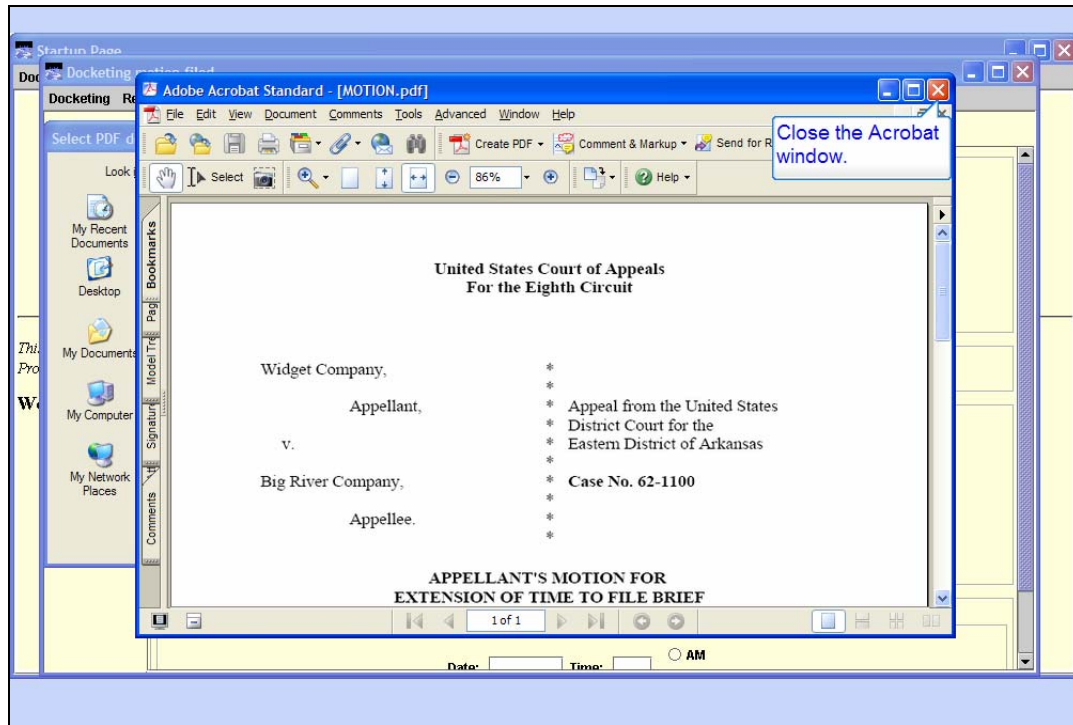 Startup Page
Docketing motion filed
Docketing
Select PDF
Look
My Recent
Documents
Desktop
My Documents
My Computer
My Network
Places
Adobe Acrobat Standard - [MOTION.pdf]
File Edit View Document Comments Tools Advanced Window Help
Create PDF Comment & Markup Send for
Select 86% Help
Close the Acrobat
window.
Bookmarks
Model
Comments
United States Court of Appeals
For the Eighth Circuit
Widget Company, *
*
Appellant, * Appeal from the United States
* District Court for the
v. * Eastern District of Arkansas
*
Big River Company, * Case No. 62-1100
*
Appellee. *
*
APPELLANT'S MOTION FOR
EXTENSION OF TIME TO FILE BRIEF
1 of 1
Date: Time: AM